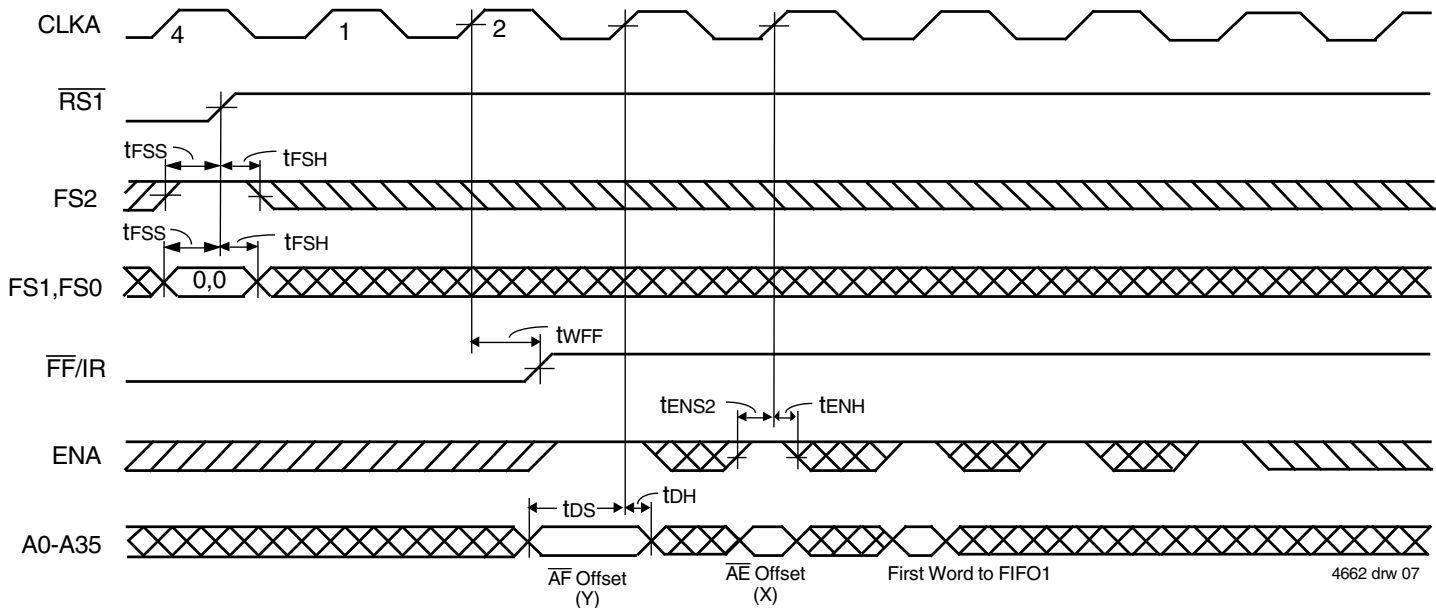 CLKA
4 1 2
RS1
tFSS tFSH
FS2
tFSS tFSH
FS1,FS0
0,0
tWFF
FF/IR
tENS2 tENH
ENA
tDS tDH
A0-A35
AF Offset
(Y)
AE Offset
(X)
First Word to FIFO1
4662 drw 07